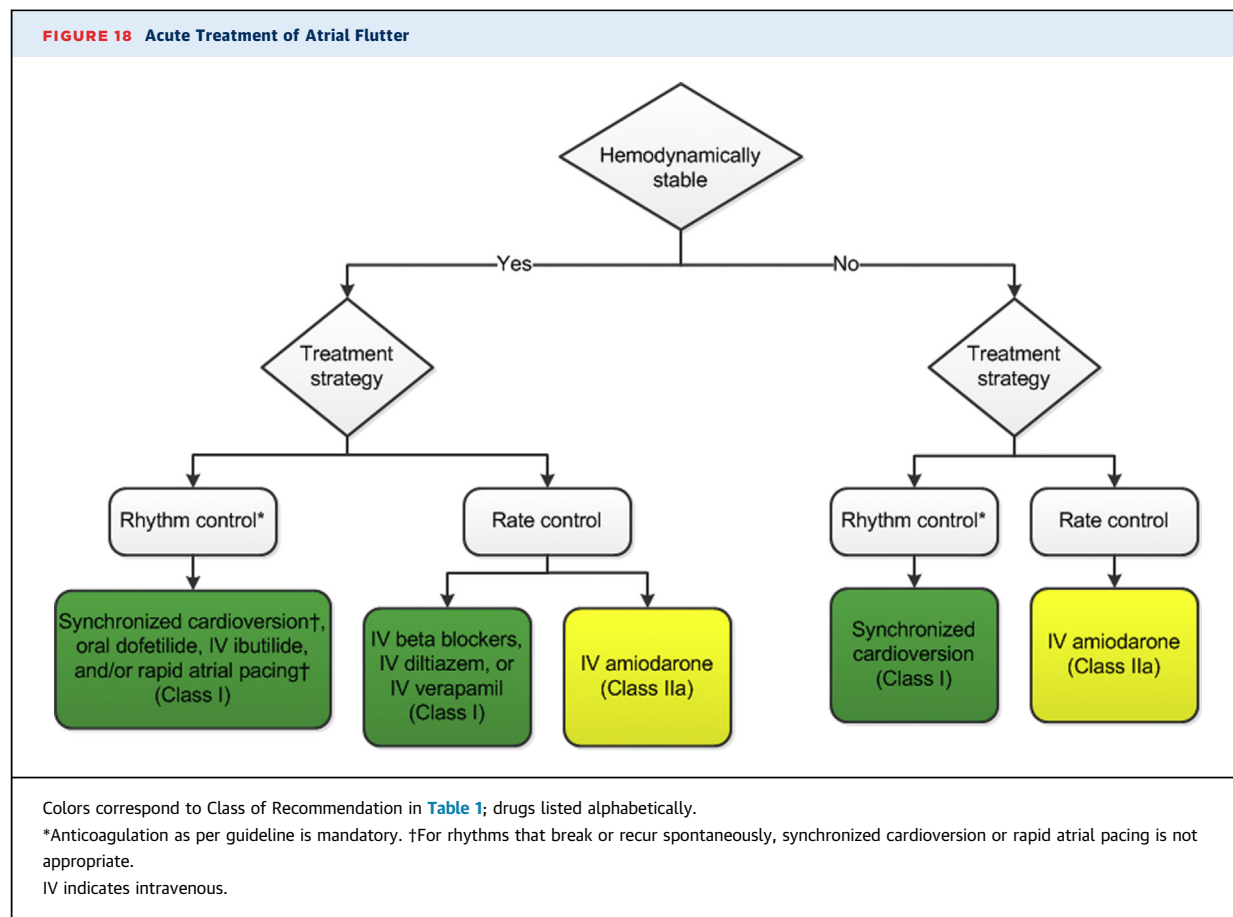 FIGURE 18 Acute Treatment of Atrial Flutter
Hemodynamically
stable
Yes
No
Treatment
strategy
Treatment
strategy
Rhythm control*
Rate control
Rhythm control*
Rate control
Synchronized cardioversion†,
oral dofetilide, IV ibutilide,
and/or rapid atrial pacing†
(Class I)
IV beta blockers,
IV diltiazem, or
IV verapamil
(Class I)
IV amiodarone
(Class IIa)
Synchronized
cardioversion
(Class I)
IV amiodarone
(Class IIa)
Colors correspond to Class of Recommendation in Table 1; drugs listed alphabetically.
*Anticoagulation as per guideline is mandatory. †For rhythms that break or recur spontaneously, synchronized cardioversion or rapid atrial pacing is not
appropriate.
IV indicates intravenous.